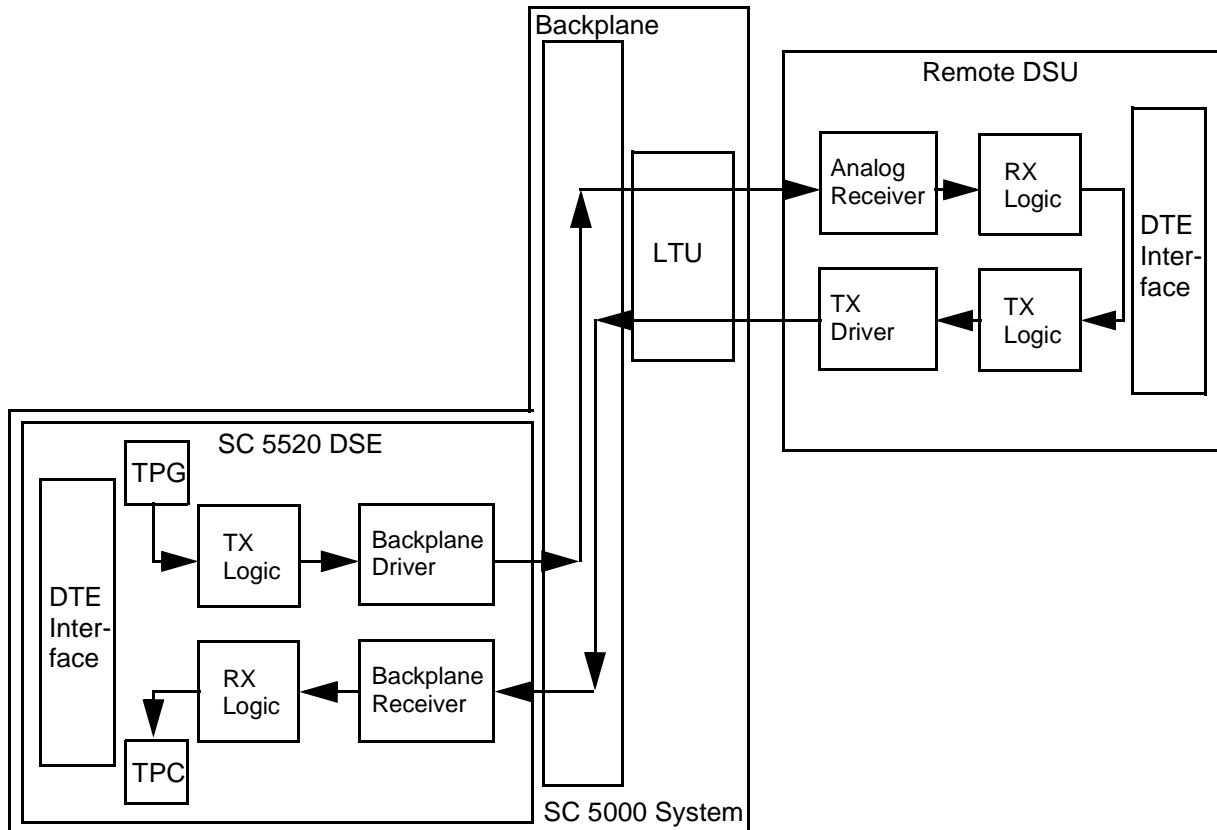 Backplane
Remote DSU
Analog
Receiver
RX
Logic
DTE
Inter-
face
LTU
TX
Driver
TX
Logic
SC 5520 DSE
TPG
TX
Logic
Backplane
Driver
DTE
Inter-
face
RX
Logic
Backplane
Receiver
TPC
SC 5000 System